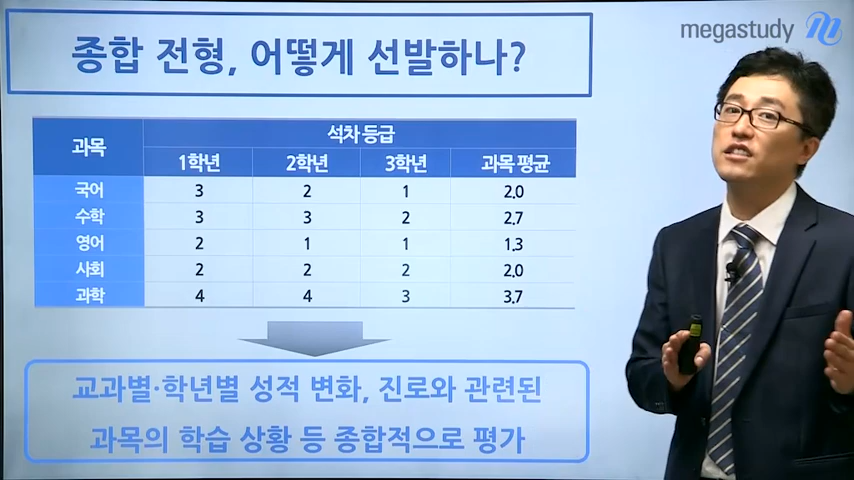 megastudy
종합 전형, 어떻게 선발하나?
과목 석차 등급
1학년 2학년 3학년 과목 평균
국어 3 2 1 2.0
수학 3 3 2 2.7
영어 2 1 1 1.3
사회 2 2 2 2.0
과학 4 4 3 3.7
교과별·학년별 성적 변화, 진로와 관련된
과목의 학습 상황 등 종합적으로 평가